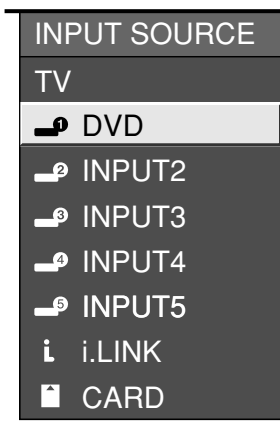 INPUT SOURCE
TV
1 DVD
2 INPUT2
3 INPUT3
4 INPUT4
5 INPUT5
i i.LINK
CARD